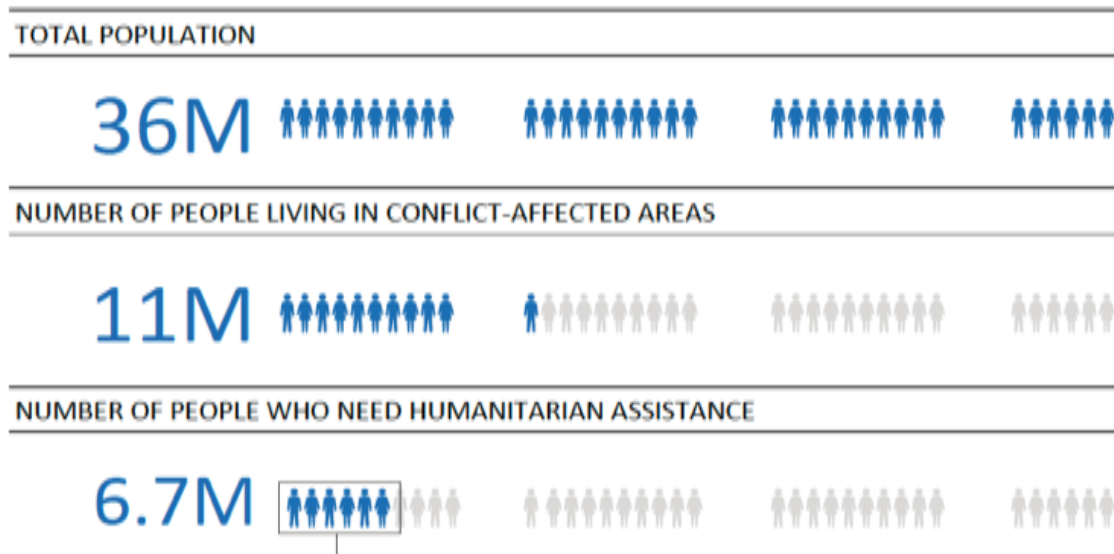 TOTAL POPULATION
36M
NUMBER OF PEOPLE LIVING IN CONFLICT-AFFECTED AREAS
11M
NUMBER OF PEOPLE WHO NEED HUMANITARIAN ASSISTANCE
6.7M